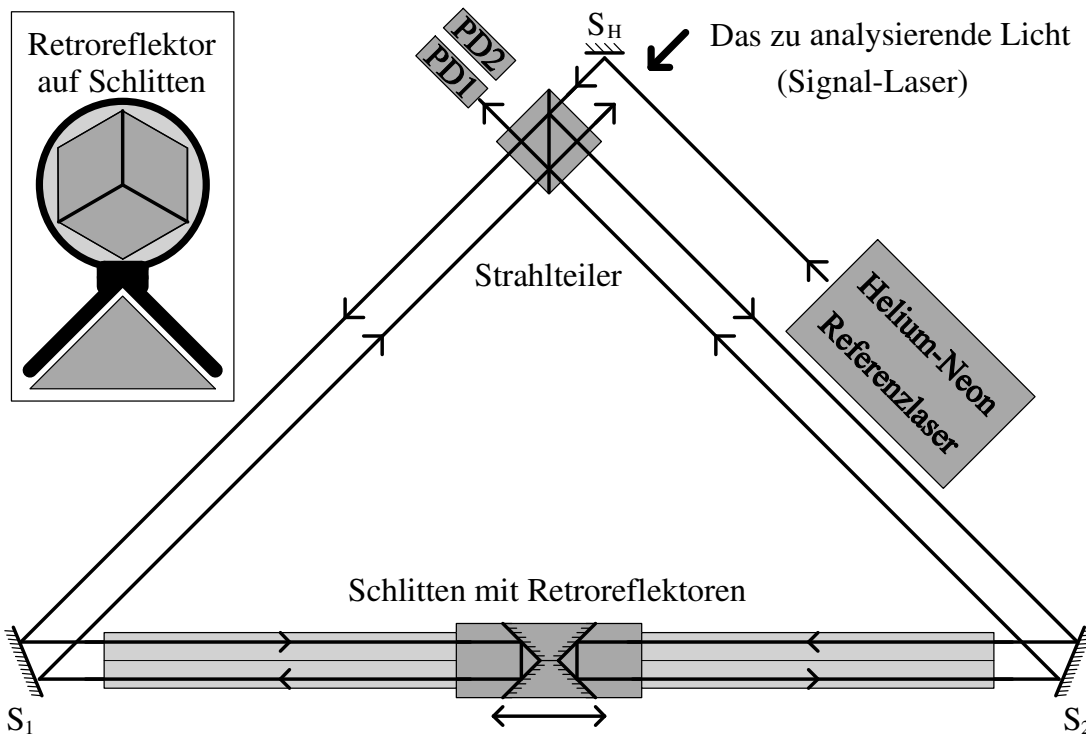 Retroreflektor
auf Schlitten
PD2
PD1
S_H
Das zu analysierende Licht
(Signal-Laser)
Strahlteiler
Helium-Neon
Referenzlaser
Schlitten mit Retroreflektoren
S_1
S_2